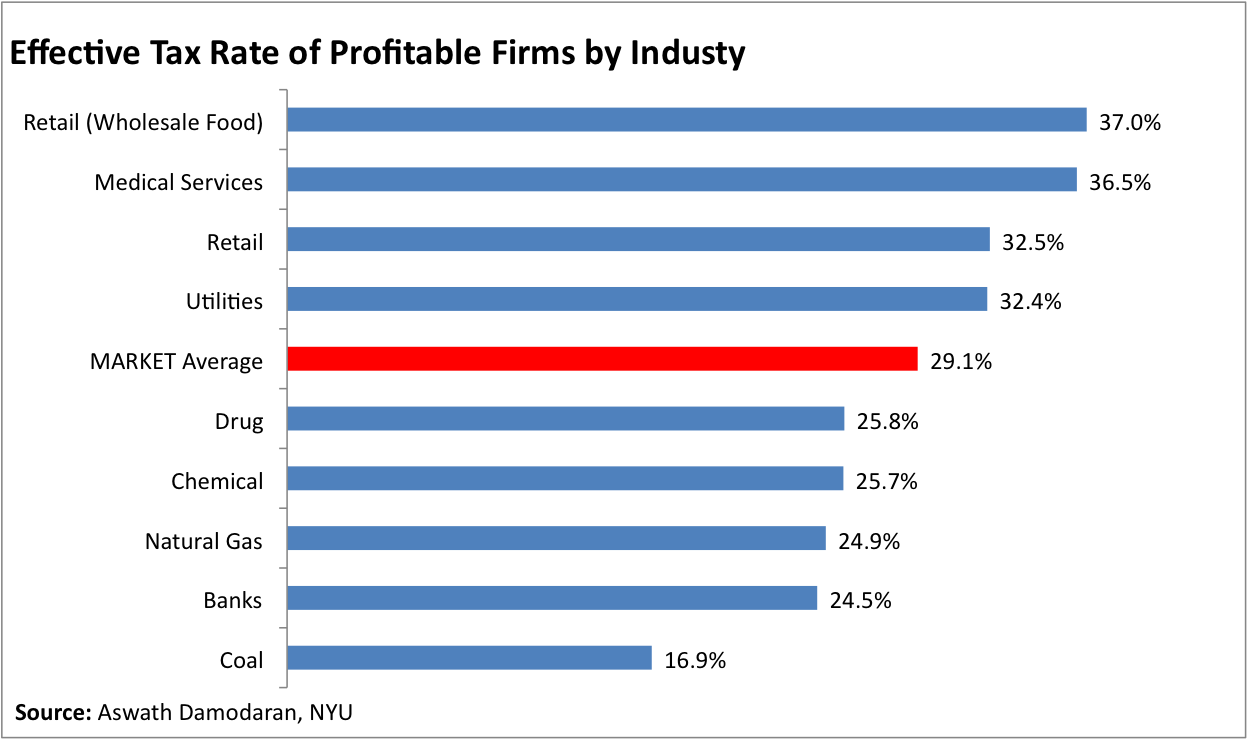 Effective Tax Rate of Profitable Firms by Industy
Retail (Wholesale Food) 37.0%
Medical Services 36.5%
Retail 32.5%
Utilities 32.4%
MARKET Average 29.1%
Drug 25.8%
Chemical 25.7%
Natural Gas 24.9%
Banks 24.5%
Coal 16.9%
Source: Aswath Damodaran, NYU